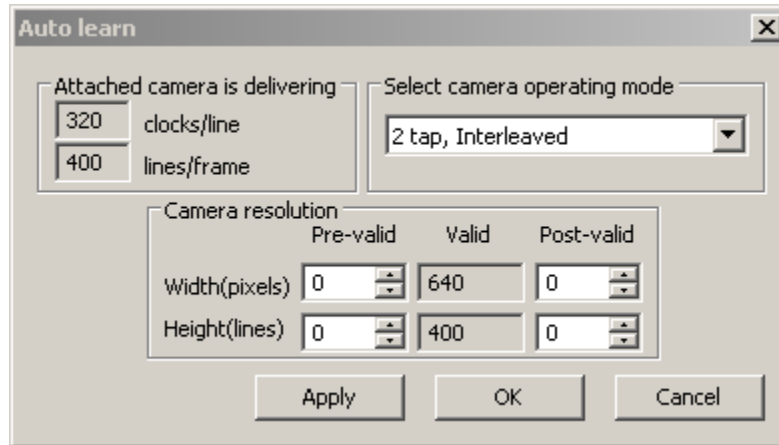 Auto learn
Attached camera is delivering
320 clocks/line
400 lines/frame
Select camera operating mode
2 tap, Interleaved
Camera resolution
Pre-valid Valid Post-valid
Width(pixels) 0 640 0
Height(lines) 0 400 0
Apply OK Cancel